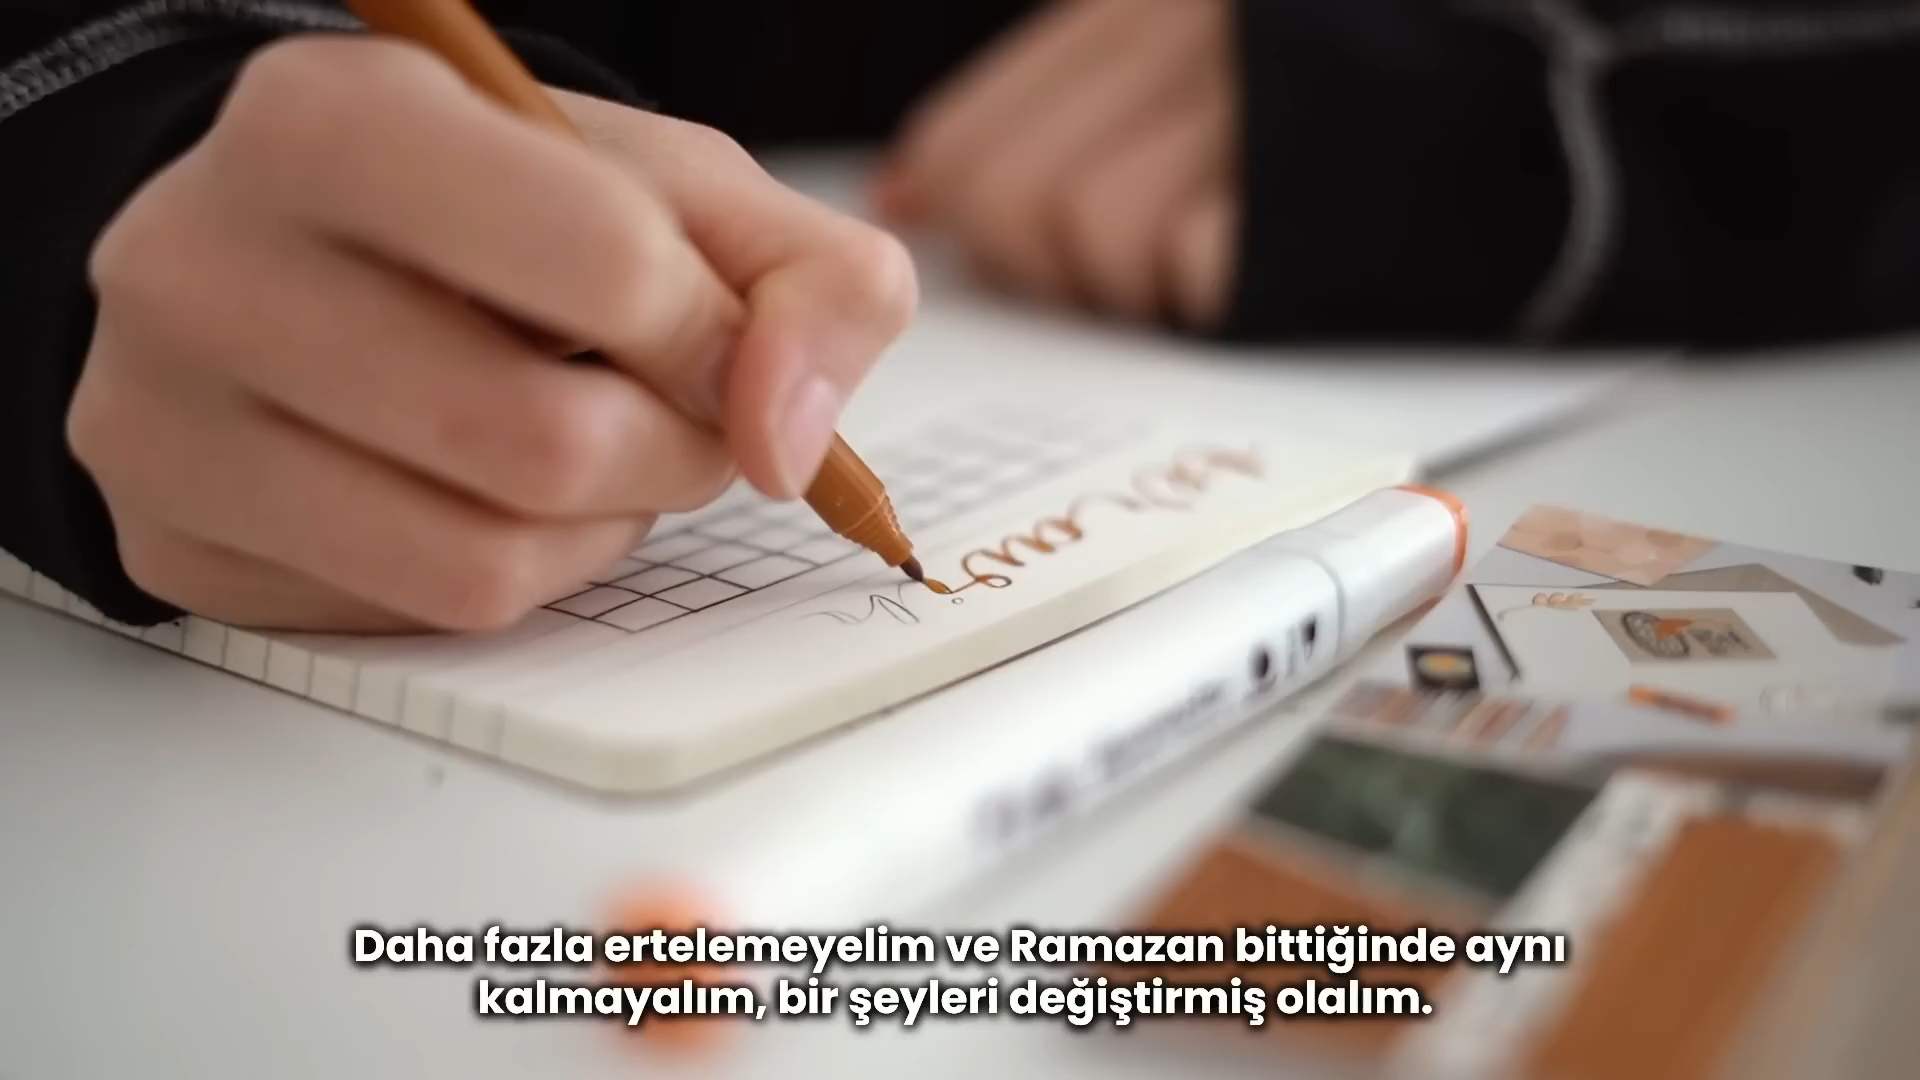 Daha fazla ertelemeyelim ve Ramazan bittiğinde aynı
kalmayalım, bir şeyleri değiştirmiş olalım.